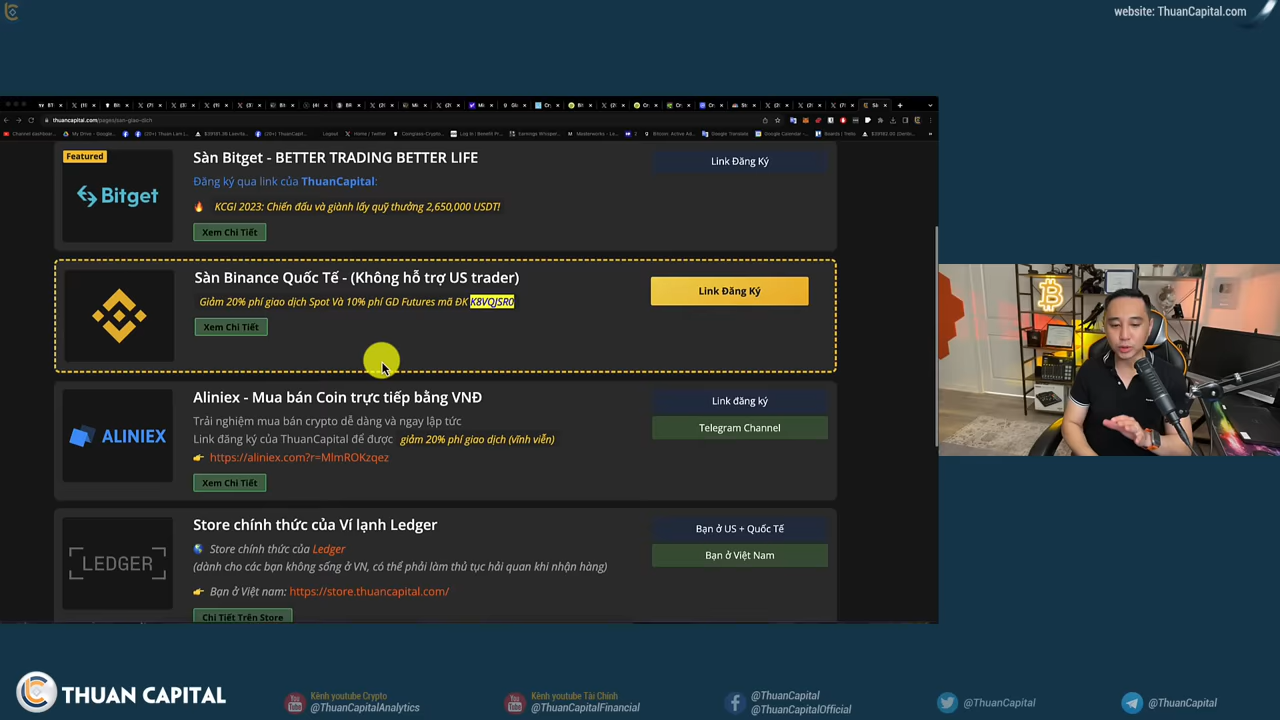 website: ThuanCapital.com
thuancapital.com/pages/san-giao-dich
Featured
Bitget
Sàn Bitget - BETTER TRADING BETTER LIFE
Đăng ký qua link của ThuanCapital:
KCGI 2023: Chiến đấu và giành lấy quỹ thưởng 2,650,000 USDT!
Xem Chi Tiết
Link Đăng Ký
Sàn Binance Quốc Tế - (Không hỗ trợ US trader)
Giảm 20% phí giao dịch Spot Và 10% phí GD Futures mã ĐK K8VQJSR0
Xem Chi Tiết
Link Đăng Ký
ALINIEX
Aliniex - Mua bán Coin trực tiếp bằng VNĐ
Trải nghiệm mua bán crypto dễ dàng và ngay lập tức
Link đăng ký của ThuanCapital để được giảm 20% phí giao dịch (vĩnh viễn)
https://aliniex.com?r=MlmROKzqez
Xem Chi Tiết
Link đăng ký
Telegram Channel
LEDGER
Store chính thức của Ví lạnh Ledger
Store chính thức của Ledger
(dành cho các bạn không sống ở VN, có thể phải làm thủ tục hải quan khi nhận hàng)
Bạn ở Việt nam: https://store.thuancapital.com/
Chi Tiết Trên Store
Bạn ở US + Quốc Tế
Bạn ở Việt Nam
THUAN CAPITAL
Kênh youtube Crypto
@ThuanCapitalAnalytics
Kênh youtube Tài Chính
@ThuanCapitalFinancial
@ThuanCapital
@ThuanCapitalOfficial
@ThuanCapital
@ThuanCapital